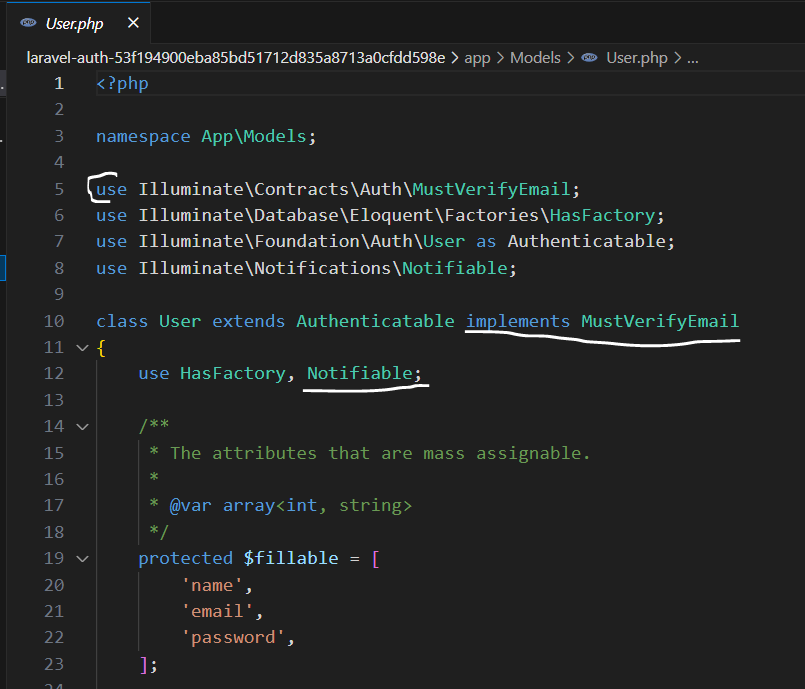 User.php
laravel-auth-53f194900eba85bd51712d835a8713a0cfdd598e > app > Models > User.php > ...
1 <?php
2
3 namespace App\Models;
4
5 use Illuminate\Contracts\Auth\MustVerifyEmail;
6 use Illuminate\Database\Eloquent\Factories\HasFactory;
7 use Illuminate\Foundation\Auth\User as Authenticatable;
8 use Illuminate\Notifications\Notifiable;
9
10 class User extends Authenticatable implements MustVerifyEmail
11 {
12 use HasFactory, Notifiable;
13
14 /**
15 * The attributes that are mass assignable.
16 *
17 * @var array<int, string>
18 */
19 protected $fillable = [
20 'name',
21 'email',
22 'password',
23 ];
24